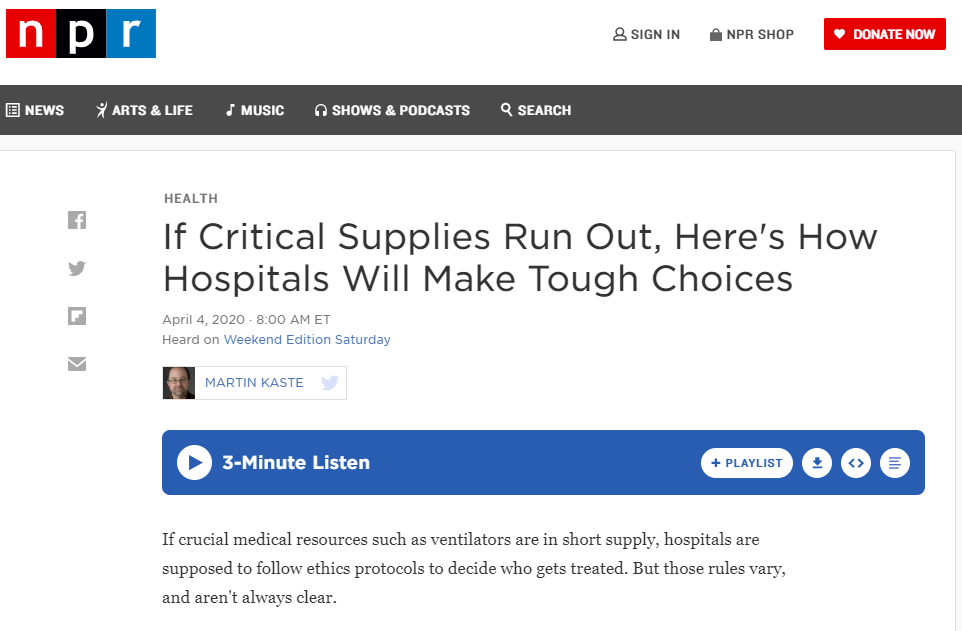 npr
SIGN IN
NPR SHOP
DONATE NOW
NEWS
ARTS & LIFE
MUSIC
SHOWS & PODCASTS
SEARCH
HEALTH
If Critical Supplies Run Out, Here's How
Hospitals Will Make Tough Choices
April 4, 2020 · 8:00 AM ET
Heard on Weekend Edition Saturday
MARTIN KASTE
3-Minute Listen
+ PLAYLIST
If crucial medical resources such as ventilators are in short supply, hospitals are
supposed to follow ethics protocols to decide who gets treated. But those rules vary,
and aren't always clear.